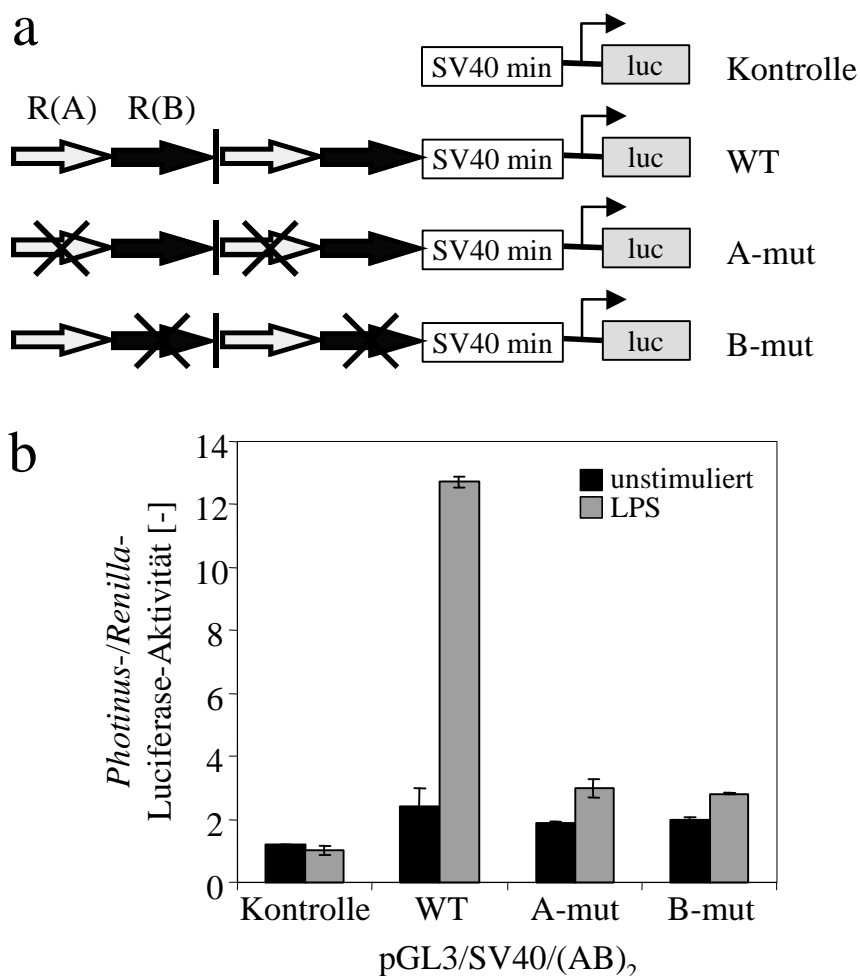 a
SV40 min luc Kontrolle
R(A) R(B)
SV40 min luc WT
SV40 min luc A-mut
SV40 min luc B-mut
b
Photinus-/Renilla-
Luciferase-Aktivität [-]
14
12
10
8
6
4
2
0
unstimuliert
LPS
Kontrolle WT A-mut B-mut
pGL3/SV40/(AB)₂